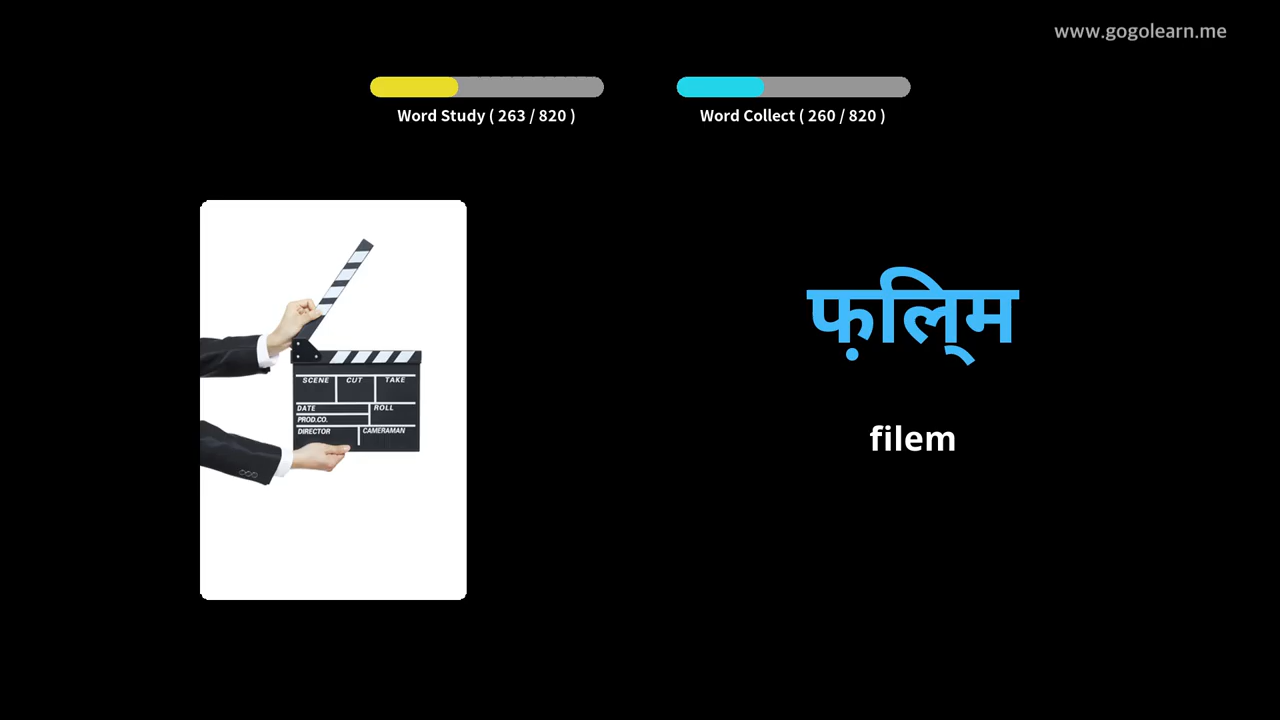 www.gogolearn.me
Word Study ( 263 / 820 )
Word Collect ( 260 / 820 )
SCENE CUT TAKE
DATE ROLL
PROD.CO.
DIRECTOR CAMERAMAN
फ़िल्म
filem